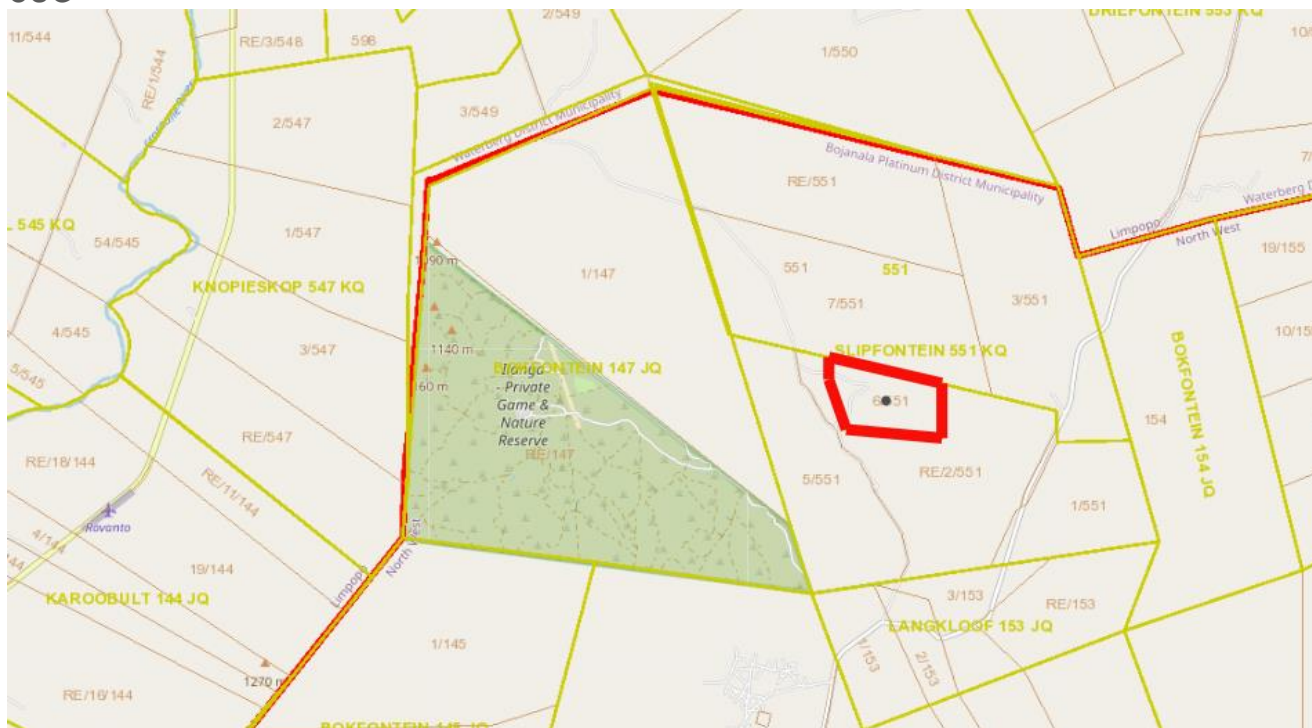 11/544
RE/3/548
598
2/549
1/550
DRIEFONTEIN 553 KQ
RE/1/544
2/547
3/549
Waterberg District Municipality
Bojanala Platinum District Municipality
RE/551
Limpopo
North West
Waterberg D
19/155
L 545 KQ
54/545
1/547
1/147
551
551
KNOPIESKOP 547 KQ
7/551
3/551
4/545
5/545
3/547
1140 m
BOKFONTEIN 147 JQ
- Private
Game &
Nature
Reserve
RE/147
SLIPFONTEIN 551 KQ
154
BOKFONTEIN 154 JQ
RE/547
RE/18/144
RE/11/144
5/551
RE/2/551
1/551
Rovanto
4/144
19/144
Limpopo
North West
KAROOBULT 144 JQ
3/153
RE/153
LANGKLOOF 153 JQ
1/153
2/153
1/145
1270 m
RE/16/144
BOKFONTEIN 145 JQ